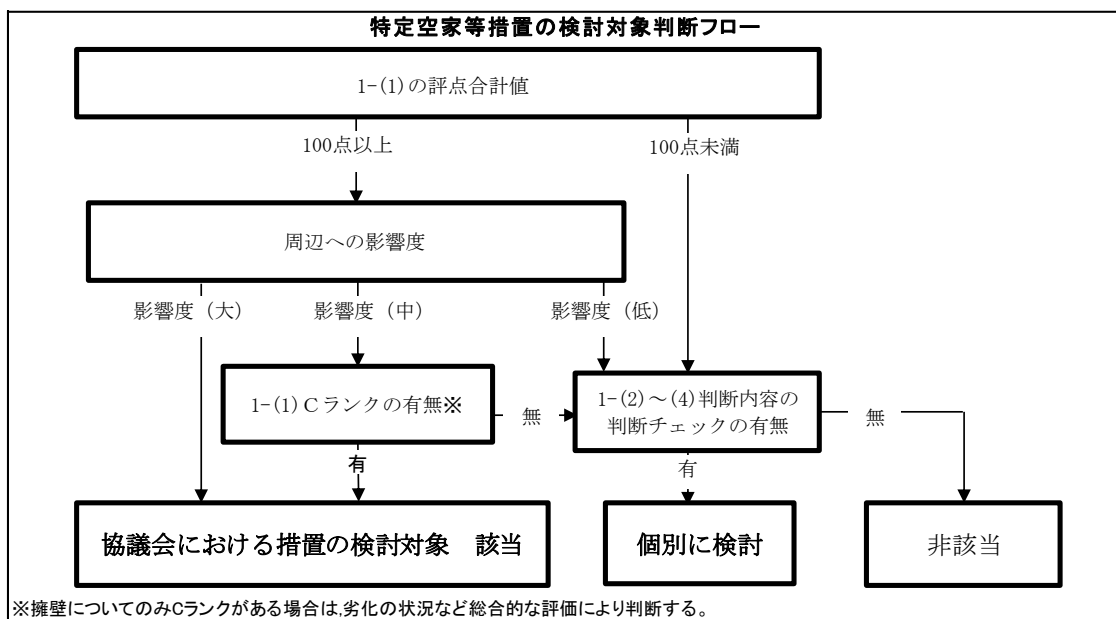 特定空家等措置の検討対象判断フロー
1-(1)の評点合計値
100点以上
100点未満
周辺への影響度
影響度（大）
影響度（中）
影響度（低）
1-(1)Cランクの有無※
無
1-(2)～(4)判断内容の
判断チェックの有無
無
有
有
協議会における措置の検討対象　該当
個別に検討
非該当
※擁壁についてのみCランクがある場合は,劣化の状況など総合的な評価により判断する。